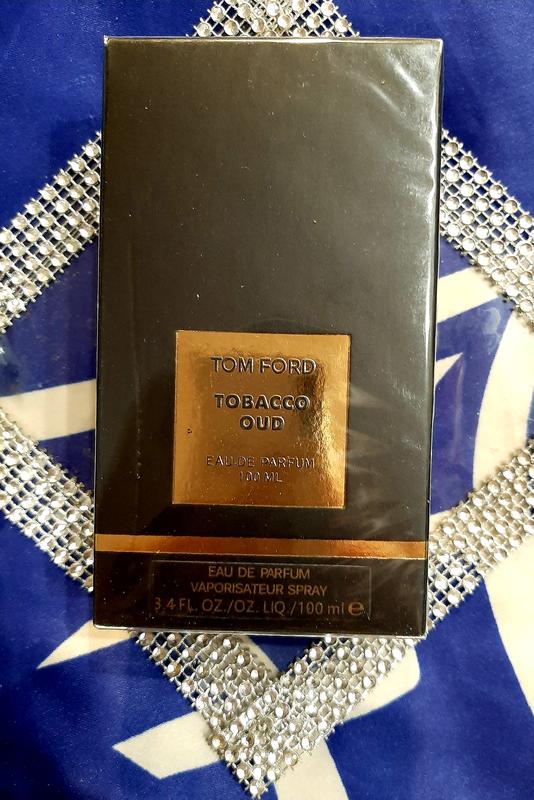 TOM FORD
TOBACCO
OUD
EAU DE PARFUM
100 ML
EAU DE PARFUM
VAPORISATEUR SPRAY
3,4 FL. OZ./OZ. LIQ./100 ml ℮